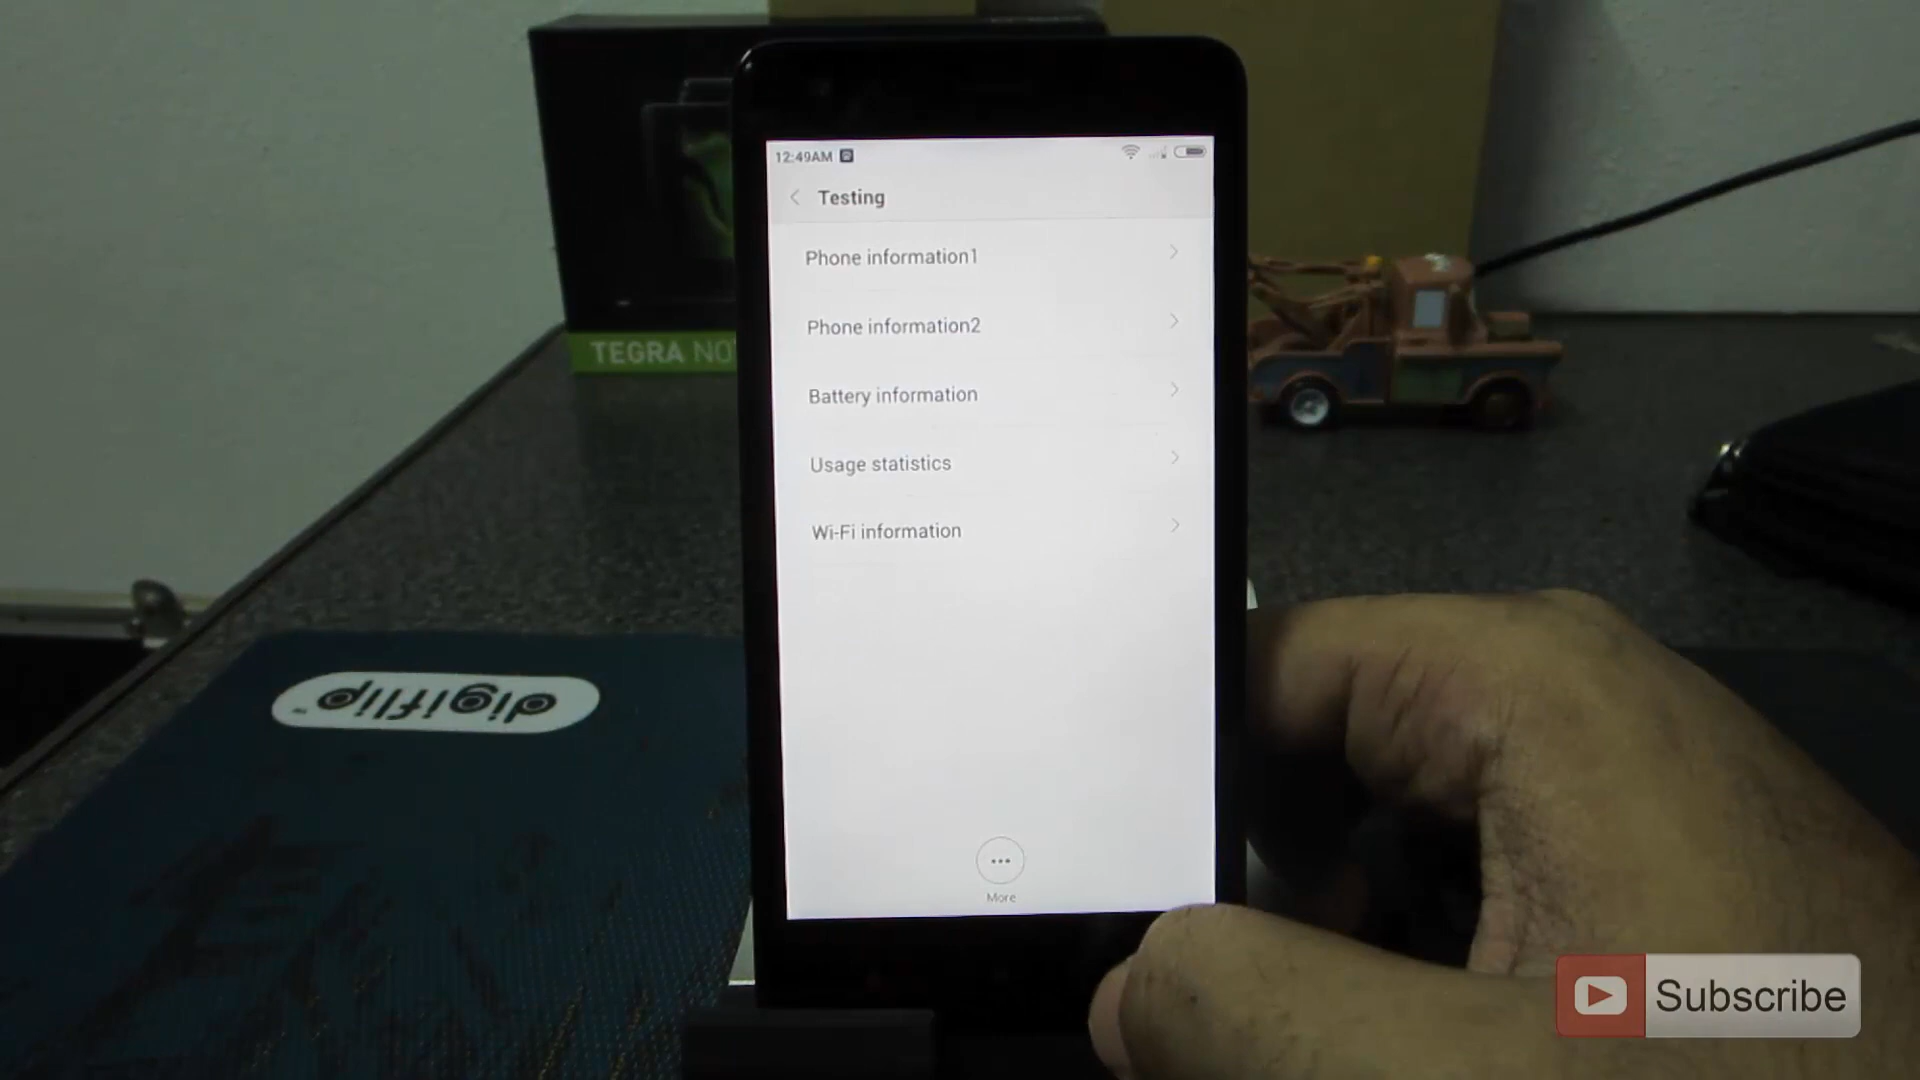 12:49AM
Testing
Phone information1
Phone information2
Battery information
Usage statistics
Wi-Fi information
More
TEGRA NO
digiflip
Subscribe